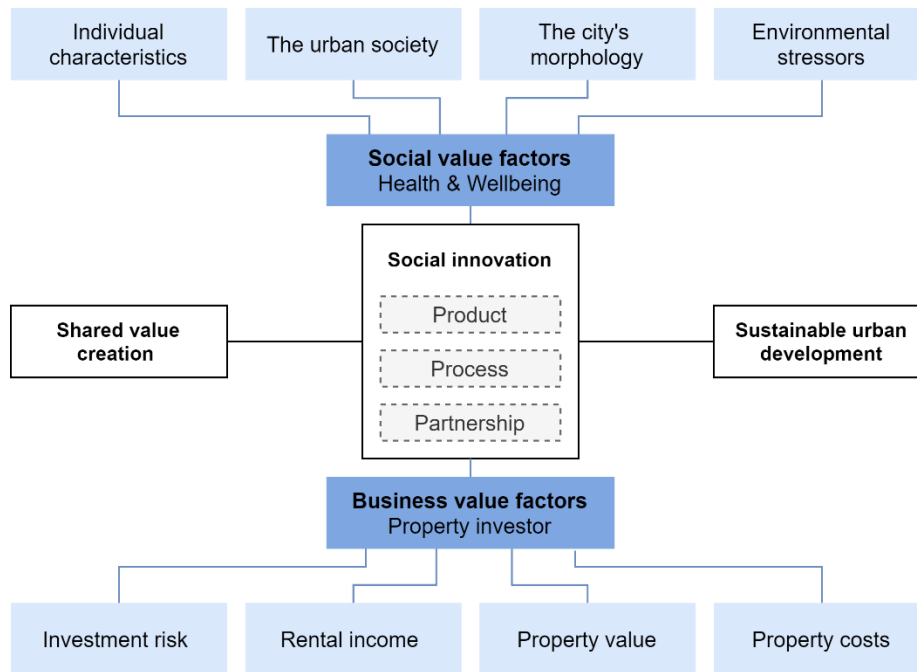 Individual
characteristics
The urban society
The city's
morphology
Environmental
stressors
Social value factors
Health & Wellbeing
Social innovation
Product
Process
Partnership
Shared value
creation
Sustainable urban
development
Business value factors
Property investor
Investment risk
Rental income
Property value
Property costs